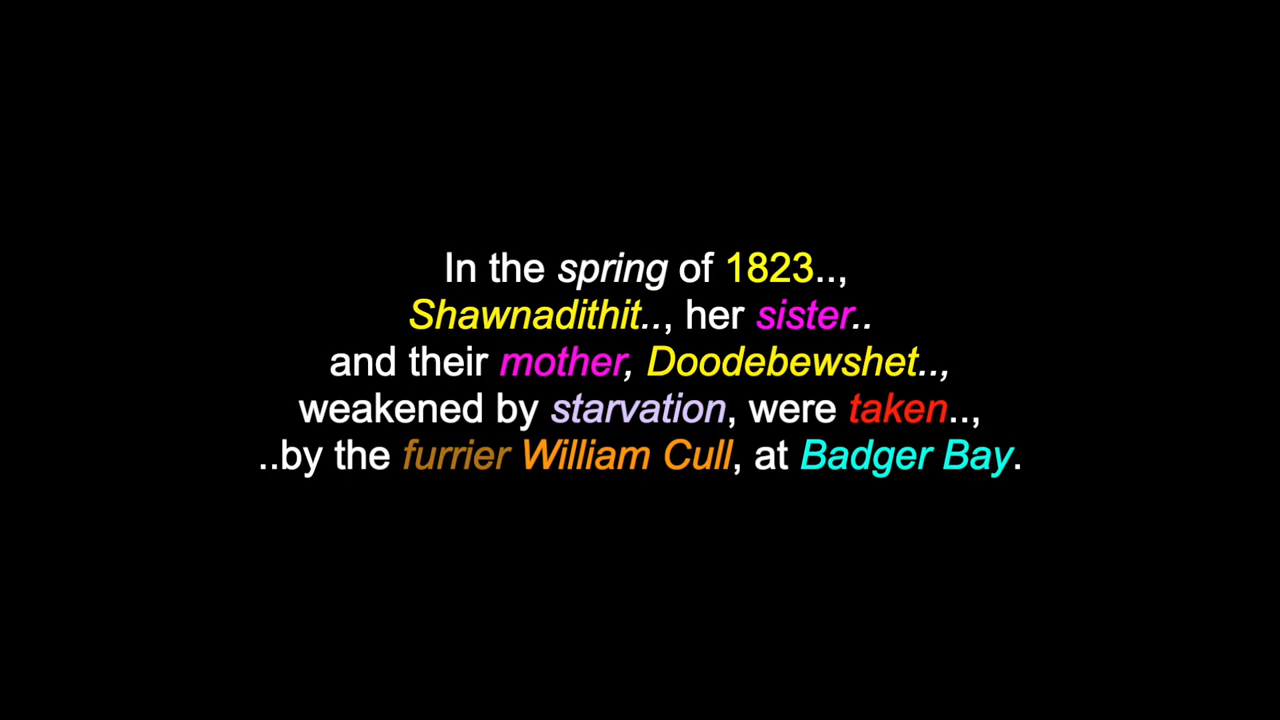 In the spring of 1823..,
Shawnadithit.., her sister..
and their mother, Doodebewshet..,
weakened by starvation, were taken..,
..by the furrier William Cull, at Badger Bay.